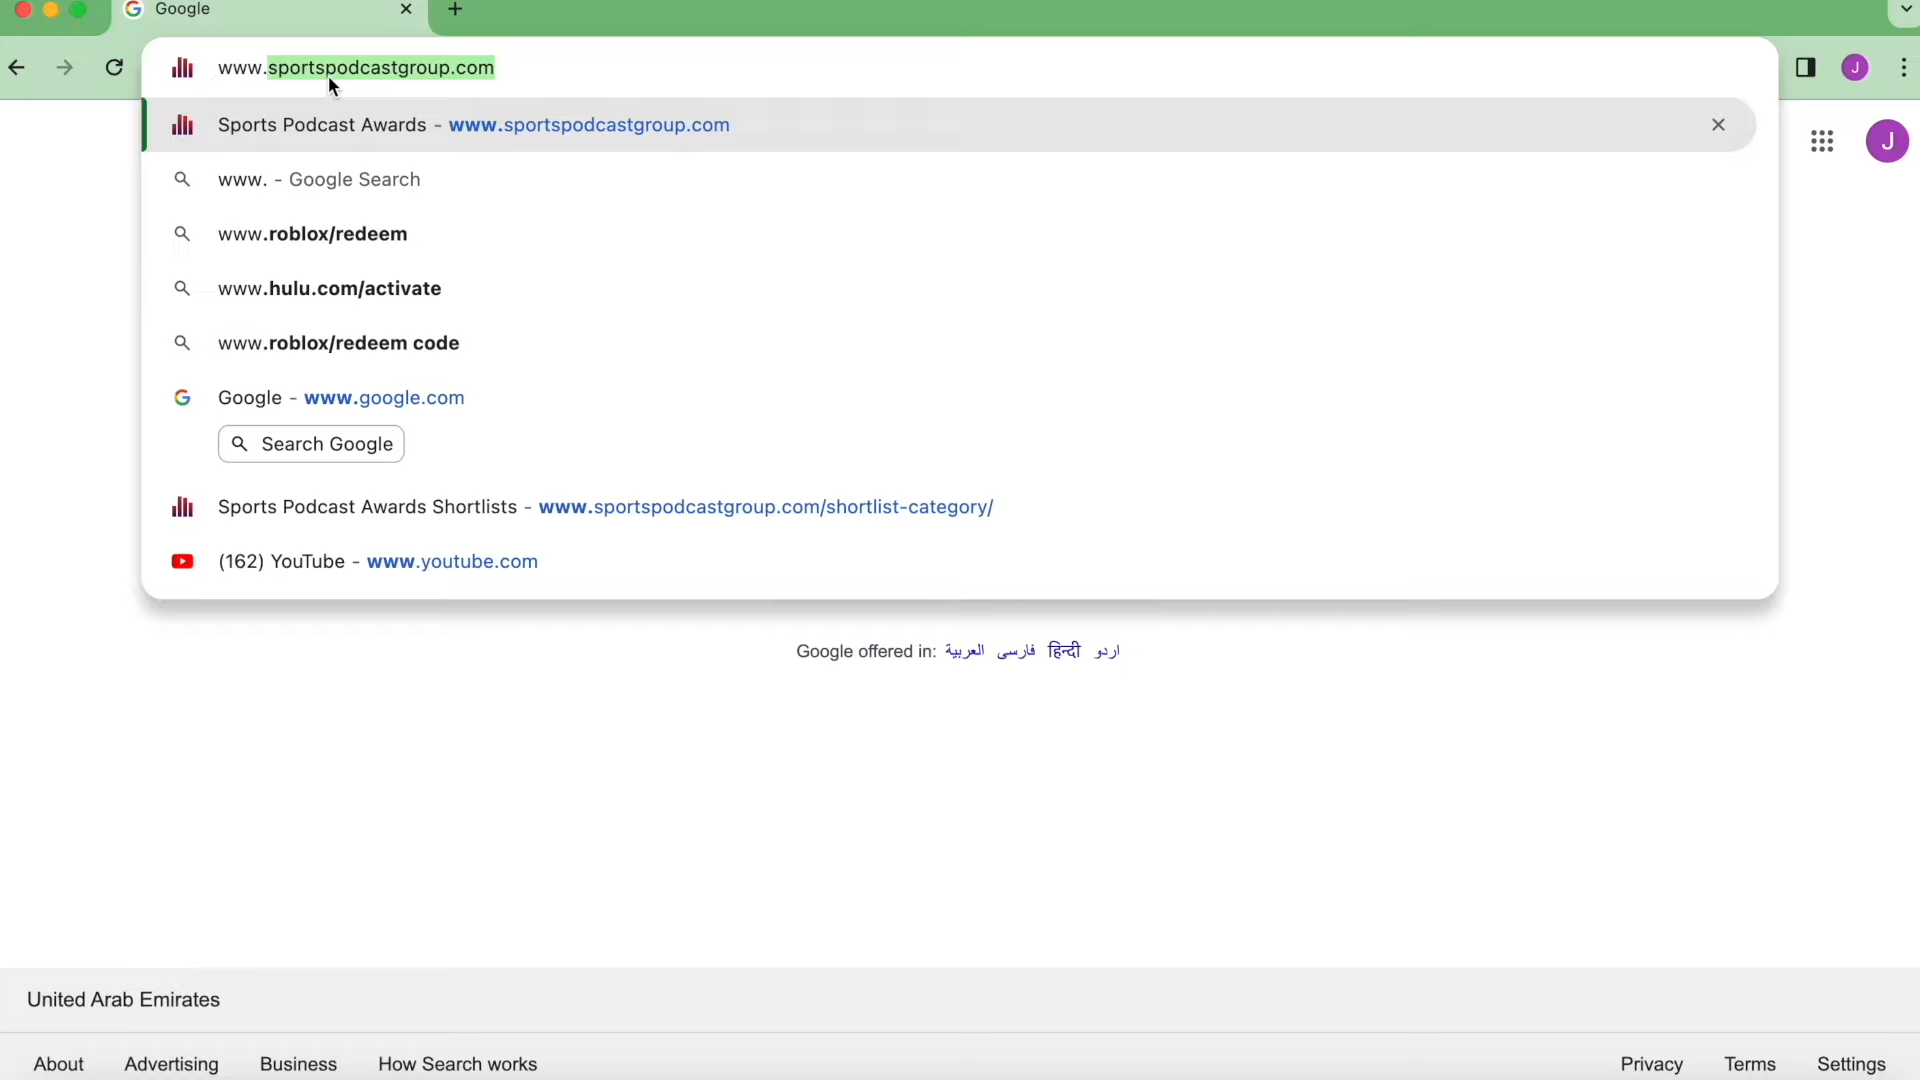 Google
www.sportspodcastgroup.com
J
Sports Podcast Awards - www.sportspodcastgroup.com
J
www. - Google Search
www.roblox/redeem
www.hulu.com/activate
www.roblox/redeem code
Google - www.google.com
Search Google
Sports Podcast Awards Shortlists - www.sportspodcastgroup.com/shortlist-category/
(162) YouTube - www.youtube.com
Google offered in: العربية فارسی हिन्दी اردو
United Arab Emirates
About Advertising Business How Search works Privacy Terms Settings